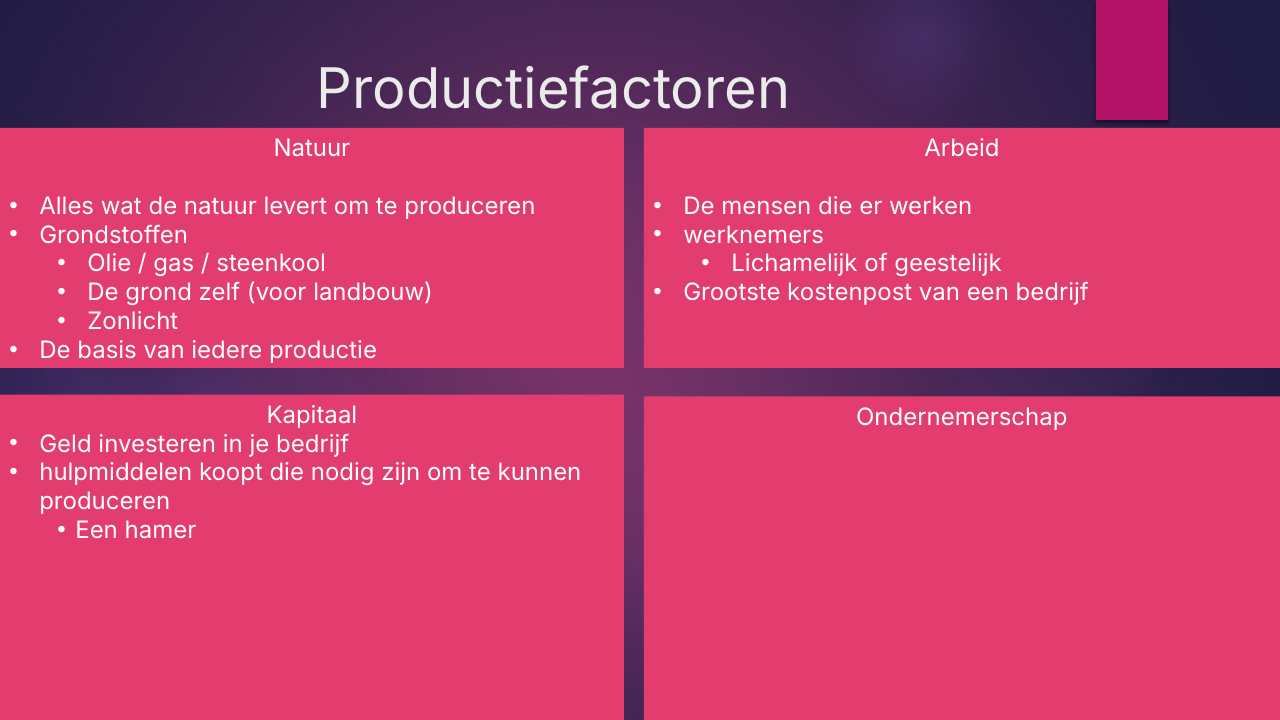 Productiefactoren
Natuur
• Alles wat de natuur levert om te produceren
• Grondstoffen
• Olie / gas / steenkool
• De grond zelf (voor landbouw)
• Zonlicht
• De basis van iedere productie
Arbeid
• De mensen die er werken
• werknemers
• Lichamelijk of geestelijk
• Grootste kostenpost van een bedrijf
Kapitaal
• Geld investeren in je bedrijf
• hulpmiddelen koopt die nodig zijn om te kunnen
produceren
• Een hamer
Ondernemerschap